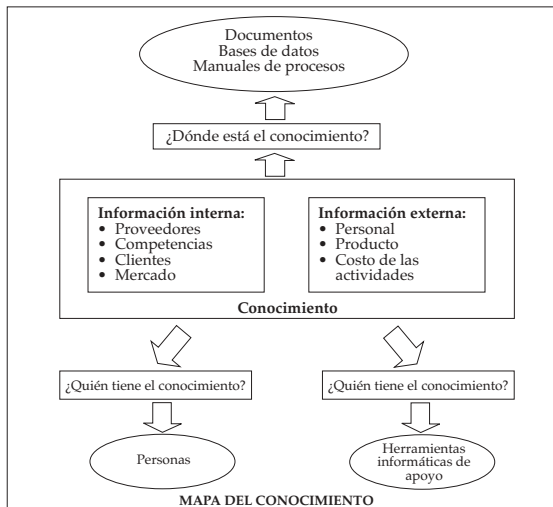 Documentos
Bases de datos
Manuales de procesos
¿Dónde está el conocimiento?
Información interna:
• Proveedores
• Competencias
• Clientes
• Mercado
Información externa:
• Personal
• Producto
• Costo de las
actividades
Conocimiento
¿Quién tiene el conocimiento?
¿Quién tiene el conocimiento?
Personas
Herramientas
informáticas de
apoyo
MAPA DEL CONOCIMIENTO